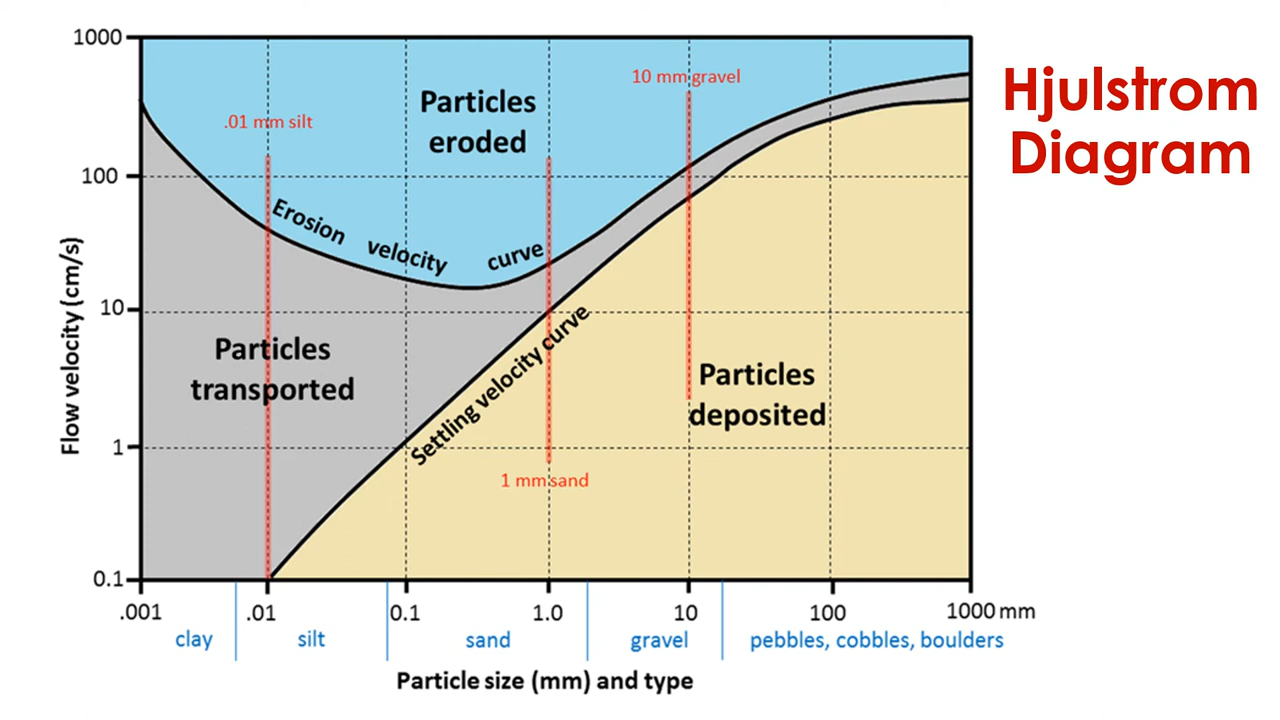 Hjulstrom
Diagram
1000
100
10
1
0.1
Flow velocity (cm/s)
.01 mm silt
Particles
eroded
10 mm gravel
Erosion velocity curve
Particles
transported
Settling velocity curve
Particles
deposited
1 mm sand
.001
.01
0.1
1.0
10
100
1000 mm
clay
silt
sand
gravel
pebbles, cobbles, boulders
Particle size (mm) and type